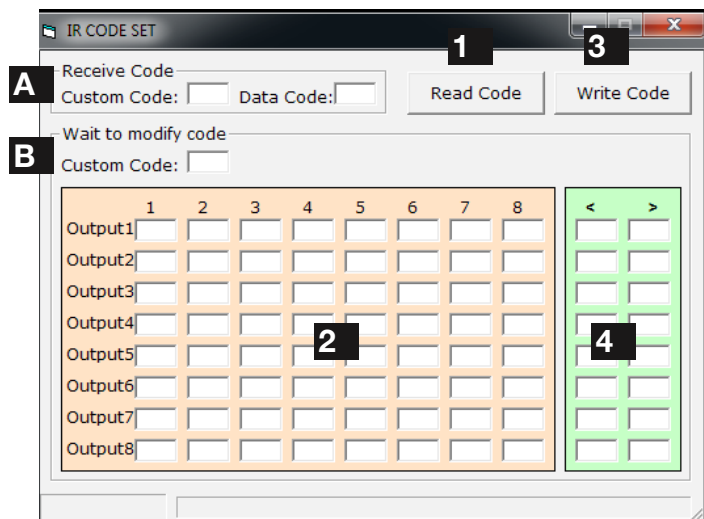 IR CODE SET
1 3
A Receive Code
Custom Code: Data Code:
Read Code Write Code
Wait to modify code
B Custom Code:
1 2 3 4 5 6 7 8 < >
Output1
Output2
Output3
Output4
2 4
Output5
Output6
Output7
Output8